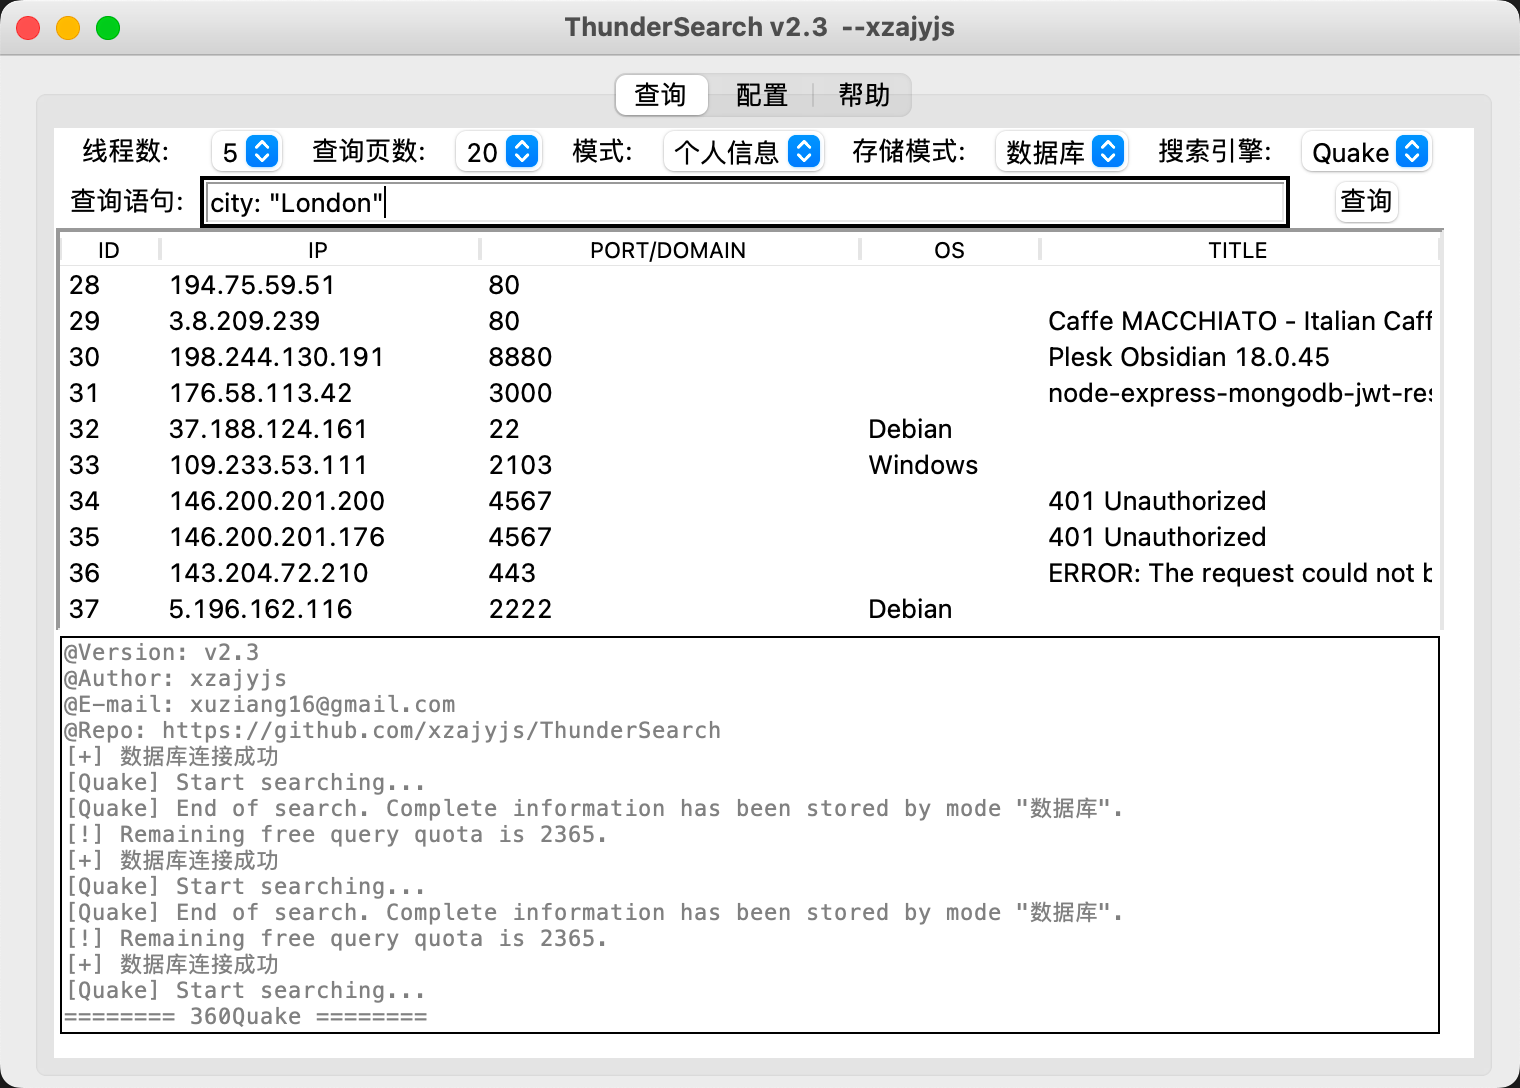 ThunderSearch v2.3 --xzajyjs
查询 配置 帮助
线程数: 5 查询页数: 20 模式: 个人信息 存储模式: 数据库 搜索引擎: Quake
查询语句: city: "London" 查询
ID IP PORT/DOMAIN OS TITLE
28 194.75.59.51 80
29 3.8.209.239 80 Caffe MACCHIATO - Italian Caff
30 198.244.130.191 8880 Plesk Obsidian 18.0.45
31 176.58.113.42 3000 node-express-mongodb-jwt-res
32 37.188.124.161 22 Debian
33 109.233.53.111 2103 Windows
34 146.200.201.200 4567 401 Unauthorized
35 146.200.201.176 4567 401 Unauthorized
36 143.204.72.210 443 ERROR: The request could not b
37 5.196.162.116 2222 Debian
@Version: v2.3
@Author: xzajyjs
@E-mail: xuziang16@gmail.com
@Repo: https://github.com/xzajyjs/ThunderSearch
[+] 数据库连接成功
[Quake] Start searching...
[Quake] End of search. Complete information has been stored by mode "数据库".
[!] Remaining free query quota is 2365.
[+] 数据库连接成功
[Quake] Start searching...
[Quake] End of search. Complete information has been stored by mode "数据库".
[!] Remaining free query quota is 2365.
[+] 数据库连接成功
[Quake] Start searching...
======== 360Quake ========